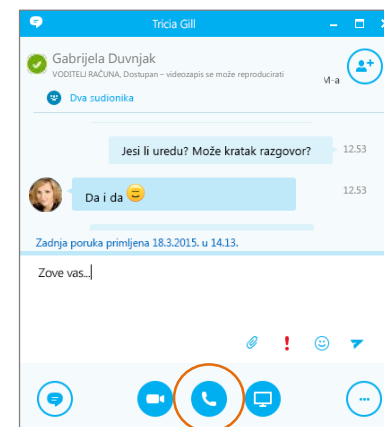 Tricia Gill
Gabrijela Duvnjak
VODITELJ RAČUNA, Dostupan – videozapis se može reproducirati
M-a
Dva sudionika
Jesi li uredu? Može kratak razgovor?
12.53
Da i da
12.53
Zadnja poruka primljena 18.3.2015. u 14.13.
Zove vas...